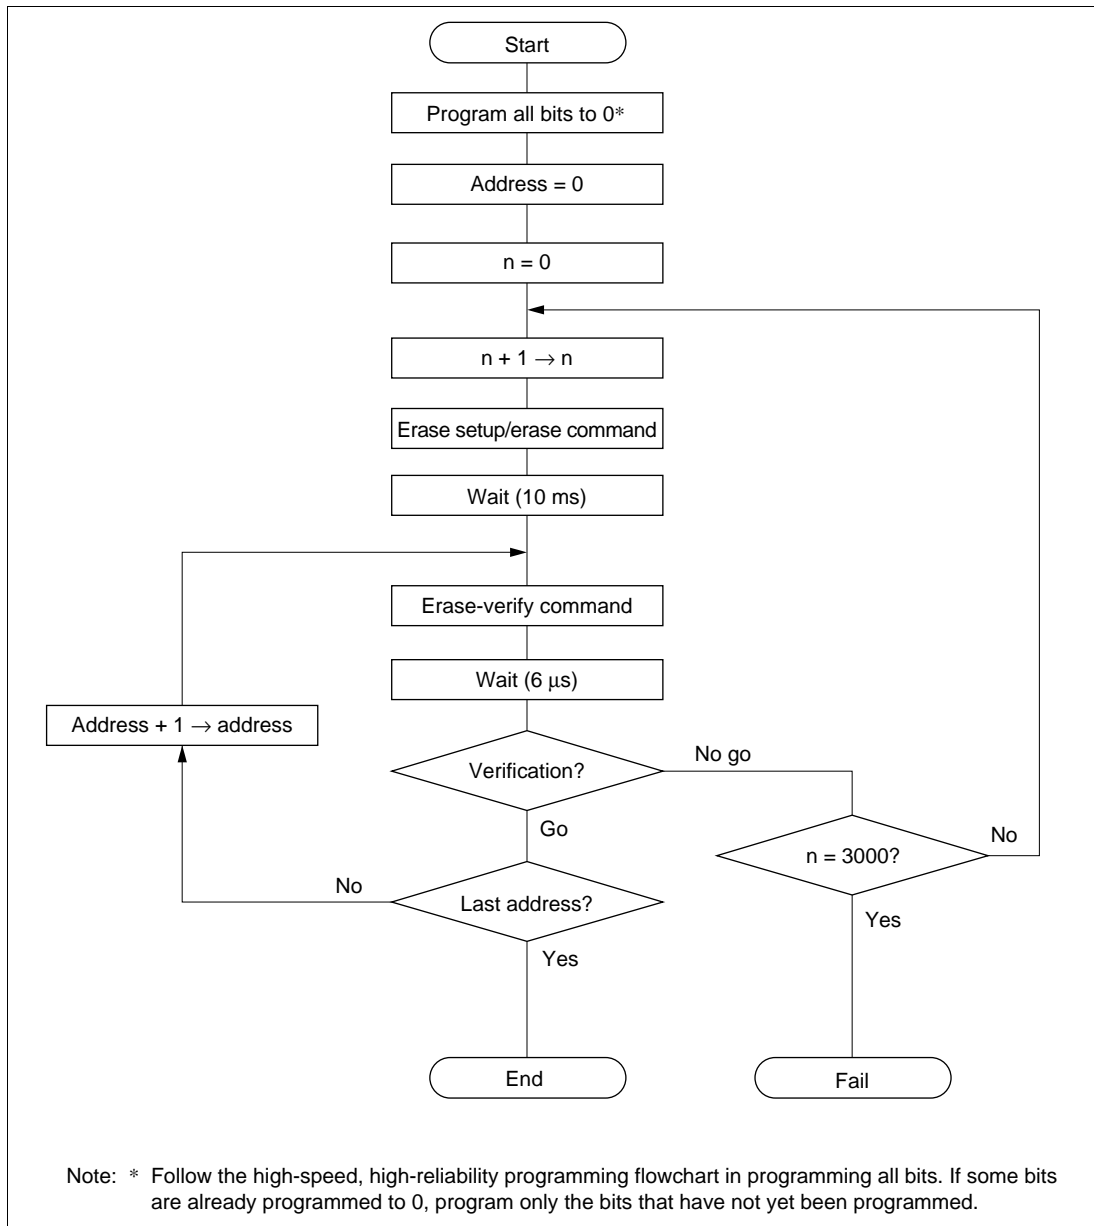 Start
Program all bits to 0*
Address = 0
n = 0
n + 1 → n
Erase setup/erase command
Wait (10 ms)
Erase-verify command
Wait (6 μs)
Address + 1 → address
Verification?
No go
Go
n = 3000?
No
No
Last address?
Yes
Yes
End
Fail
Note: * Follow the high-speed, high-reliability programming flowchart in programming all bits. If some bits
are already programmed to 0, program only the bits that have not yet been programmed.